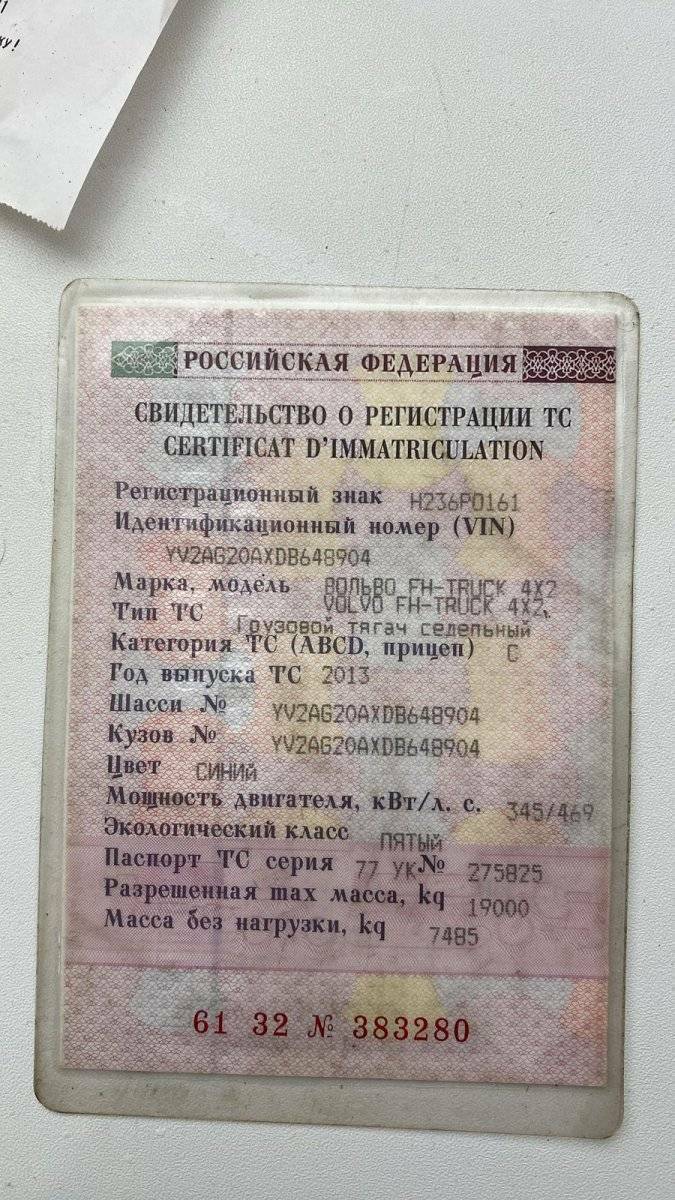 ку!
РОССИЙСКАЯ ФЕДЕРАЦИЯ
СВИДЕТЕЛЬСТВО О РЕГИСТРАЦИИ ТС
CERTIFICAT D'IMMATRICULATION
Регистрационный знак Н236РО161
Идентификационный номер (VIN)
YV2AG20AXDB648904
Марка, модель ВОЛЬВО FH-TRUCK 4X2
VOLVO FH-TRUCK 4X2,
Тип ТС Грузовой тягач седельный
Категория ТС (ABCD, прицеп) С
Год выпуска ТС 2013
Шасси № YV2AG20AXDB648904
Кузов № YV2AG20AXDB648904
Цвет СИНИЙ
Мощность двигателя, кВт/л. с. 345/469
Экологический класс ПЯТЫЙ
Паспорт ТС серия 77 УК № 275825
Разрешенная max масса, kg 19000
Масса без нагрузки, kg 7485
61 32 № 383280